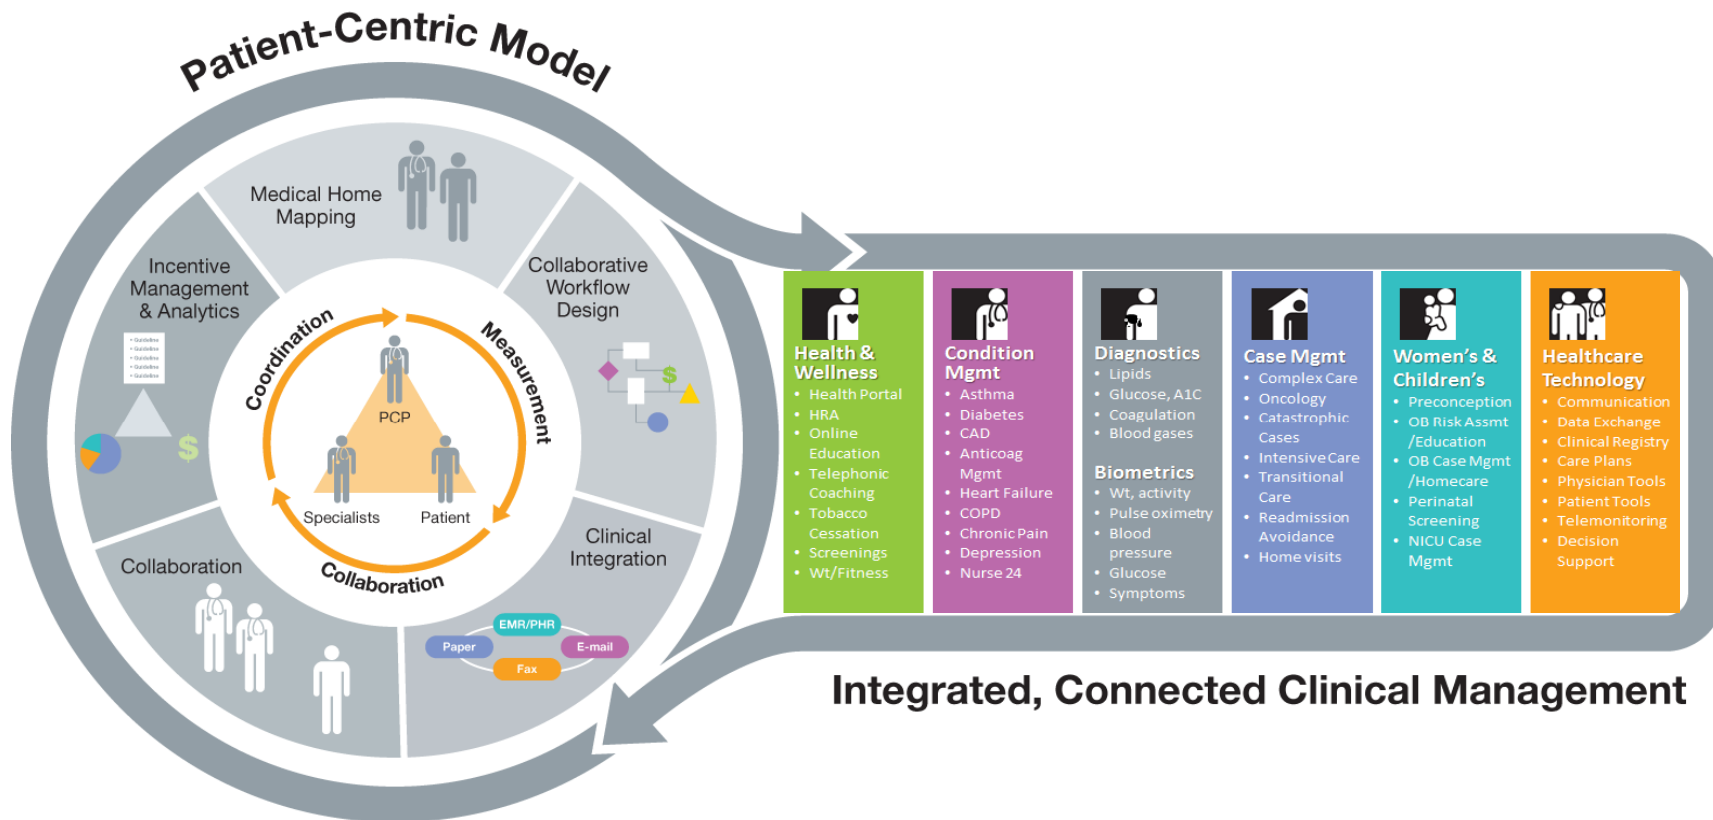 Patient-Centric Model
Medical Home
Mapping
Collaborative
Workflow
Design
$
Clinical
Integration
EMR/PHR
Paper
E-mail
Fax
Collaboration
Incentive
Management
& Analytics
• Guideline
• Guideline
• Guideline
• Guideline
• Guideline
$
Coordination
Measurement
Collaboration
PCP
Specialists
Patient
Health &
Wellness
• Health Portal
• HRA
• Online
Education
• Telephonic
Coaching
• Tobacco
Cessation
• Screenings
• Wt/Fitness
Condition
Mgmt
• Asthma
• Diabetes
• CAD
• Anticoag
Mgmt
• Heart Failure
• COPD
• Chronic Pain
• Depression
• Nurse 24
Diagnostics
• Lipids
• Glucose, A1C
• Coagulation
• Blood gases
Biometrics
• Wt, activity
• Pulse oximetry
• Blood
pressure
• Glucose
• Symptoms
Case Mgmt
• Complex Care
• Oncology
• Catastrophic
Cases
• Intensive Care
• Transitional
Care
• Readmission
Avoidance
• Home visits
Women's &
Children's
• Preconception
• OB Risk Assmt
/Education
• OB Case Mgmt
/Homecare
• Perinatal
Screening
• NICU Case
Mgmt
Healthcare
Technology
• Communication
• Data Exchange
• Clinical Registry
• Care Plans
• Physician Tools
• Patient Tools
• Telemonitoring
• Decision
Support
Integrated, Connected Clinical Management